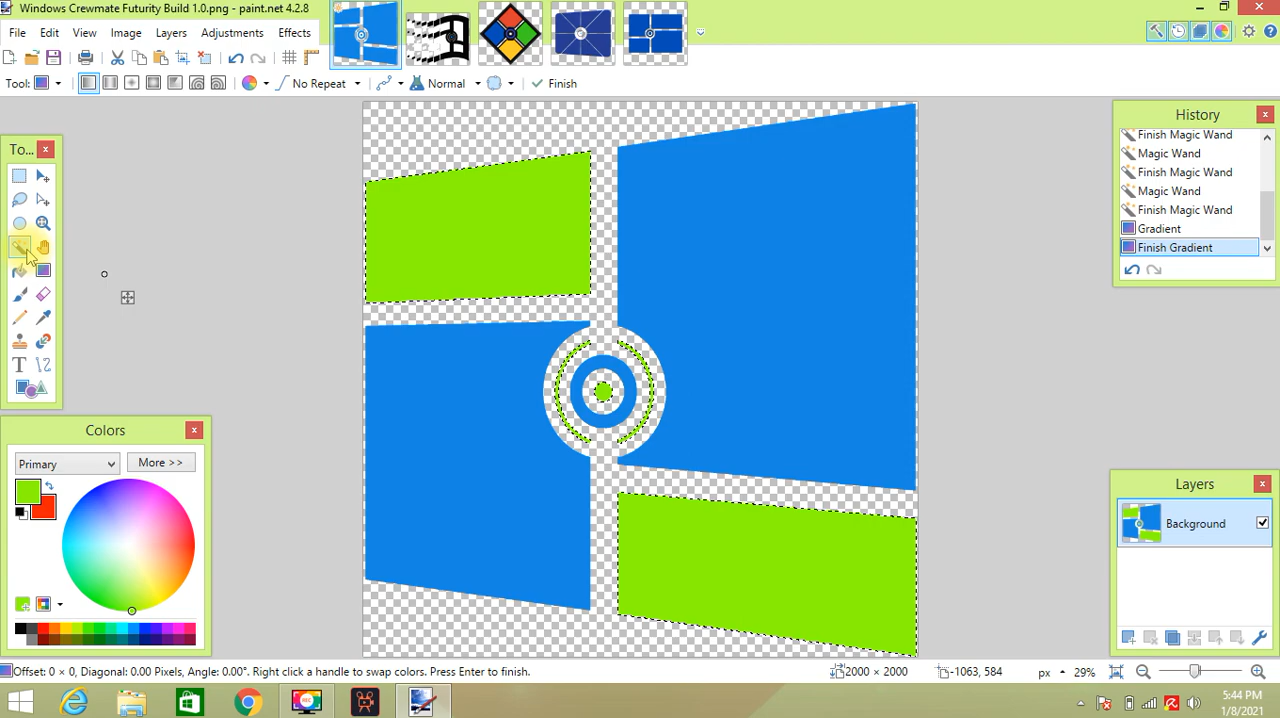 Windows Crewmate Futurity Build 1.0.png - paint.net 4.2.8
File Edit View Image Layers Adjustments Effects
Tool: No Repeat Normal Finish
To...
History
Finish Magic Wand
Magic Wand
Finish Magic Wand
Magic Wand
Finish Magic Wand
Gradient
Finish Gradient
Colors
Primary More >>
Layers
Background
Offset: 0 × 0, Diagonal: 0.00 Pixels, Angle: 0.00°. Right click a handle to swap colors. Press Enter to finish. 2000 × 2000 -1063, 584 px 29%
5:44 PM
1/8/2021